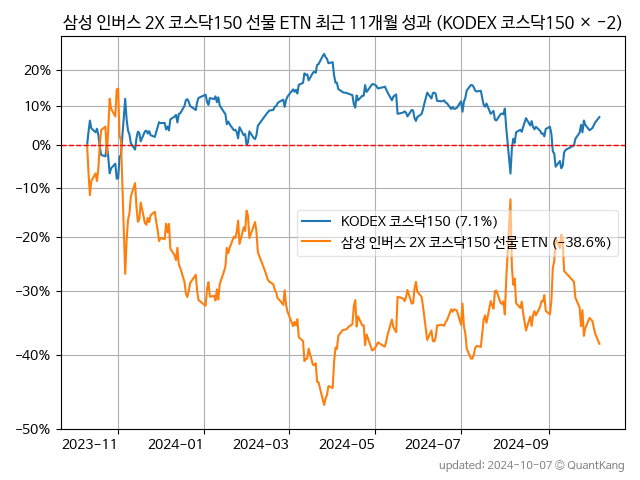 삼성 인버스 2X 코스닥150 선물 ETN 최근 11개월 성과 (KODEX 코스닥150 × −2)
20%
10%
0%
−10%
−20%
−30%
−40%
−50%
KODEX 코스닥150 (7.1%)
삼성 인버스 2X 코스닥150 선물 ETN (−38.6%)
2023-11 2024-01 2024-03 2024-05 2024-07 2024-09
updated: 2024-10-07 © QuantKang